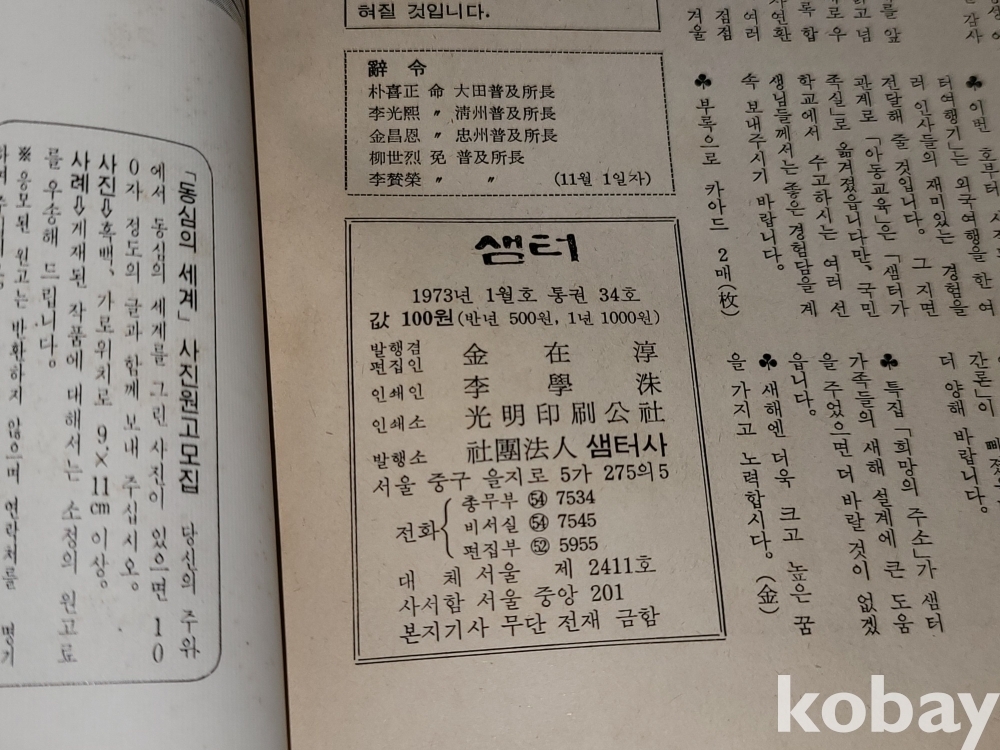 「동심의 세계」 사진원고모집 당신의 주위
에서 동심의 세계를 그린 사진이 있으면 10
0자 정도의 글과 함께 보내 주십시오.
사진⇨흑백, 가로위치로 9×11㎝ 이상.
사례⇨게재된 작품에 대해서는 소정의 원고료
를 우송해 드립니다.
※ 응모된 원고는 반환하지 않으며 연락처를 명기
혀질 것입니다.
辭令
朴喜正 命 大田普及所長
李光熙 〃 淸州普及所長
金昌恩 〃 忠州普及所長
柳世烈 免 普及所長
李贊榮 〃 〃 (11월 1일자)
샘터
1973년 1월호 통권 34호
값 100원(반년 500원, 1년 1000원)
발행겸 편집인 金在淳
인쇄인 李學洙
인쇄소 光明印刷公社
발행소 社團法人 샘터사
서울 중구 을지로 5가 275의5
전화 총무부 ㊾ 7534
비서실 ㊾ 7545
편집부 ㊾ 5955
대체 서울 제 2411호
사서함 서울 중앙 201
본지기사 무단 전재 금함
♣ 이번 호부터
터여행기」는 외국여행을 한 여
러 인사들의 재미있는 경험을
전달해 줄 것입니다. 그 지면
관계로 「아동교육」은 「샘터가
족실」로 옮겨졌읍니다만, 국민
학교에서 수고하시는 여러 선
생님들께서는 좋은 경험담을 계
속 보내주시기 바랍니다.
♣ 부록으로 카아드 2매(枚)
간론」이
더 양해 바랍니다.
♣ 특집 「희망의 주소」가 샘터
가족들의 새해 설계에 큰 도움
을 주었으면 더 바랄 것이 없겠
읍니다.
♣ 새해엔 더욱 크고 높은 꿈
을 가지고 노력합시다. (金)
kobay